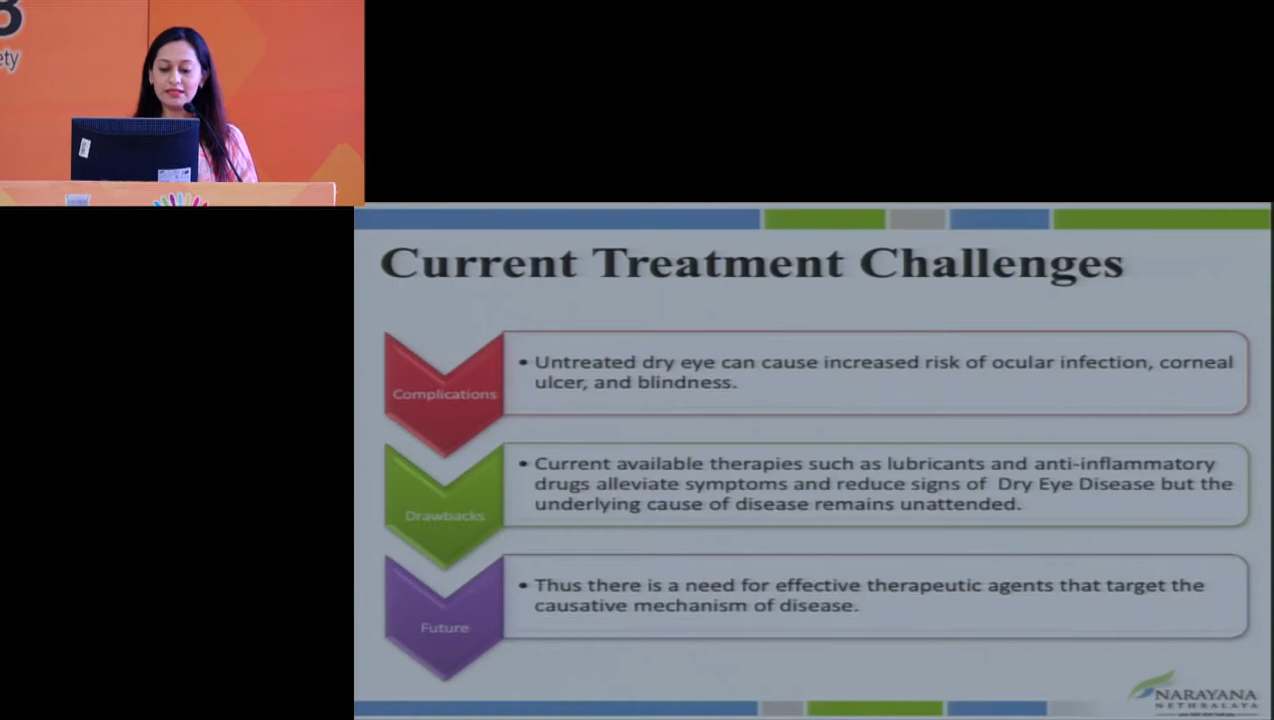 ety
Current Treatment Challenges
Complications
• Untreated dry eye can cause increased risk of ocular infection, corneal
ulcer, and blindness.
Drawbacks
• Current available therapies such as lubricants and anti-inflammatory
drugs alleviate symptoms and reduce signs of Dry Eye Disease but the
underlying cause of disease remains unattended.
Future
• Thus there is a need for effective therapeutic agents that target the
causative mechanism of disease.
NARAYANA
NETHRALAYA